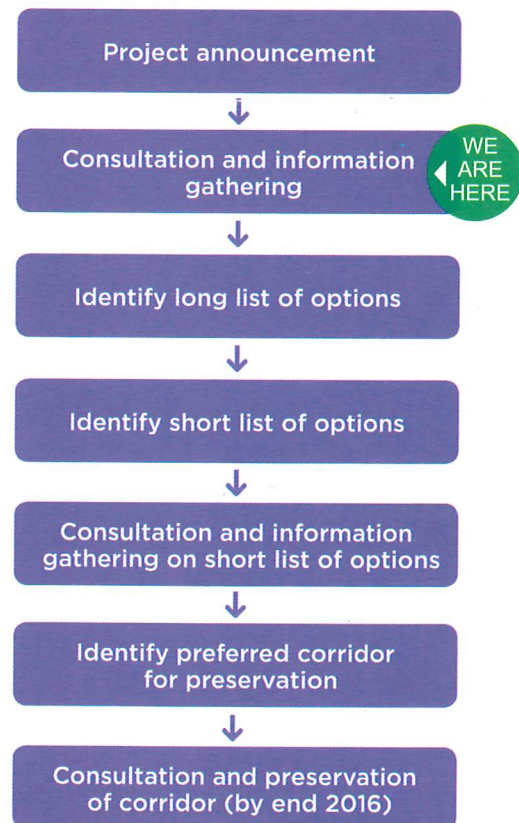 Project announcement
Consultation and information
gathering
WE
ARE
HERE
Identify long list of options
Identify short list of options
Consultation and information
gathering on short list of options
Identify preferred corridor
for preservation
Consultation and preservation
of corridor (by end 2016)